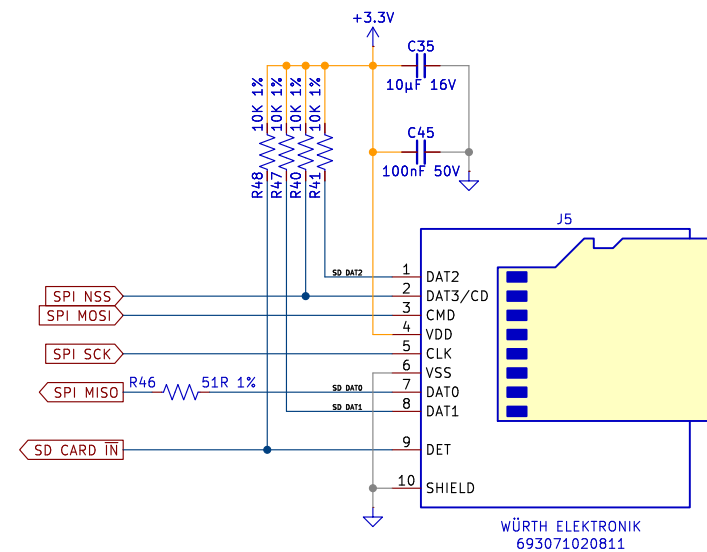 +3.3V
C35
10µF 16V
10K 1%
10K 1%
10K 1%
10K 1%
C45
100nF 50V
R48
R47
R40
R41
J5
SD DAT2
1
DAT2
SPI NSS
2
DAT3/CD
SPI MOSI
3
CMD
4
VDD
SPI SCK
5
CLK
6
VSS
SPI MISO
R46
51R 1%
SD DAT0
7
DAT0
SD DAT1
8
DAT1
SD CARD IN
9
DET
10
SHIELD
WÜRTH ELEKTRONIK
693071020811